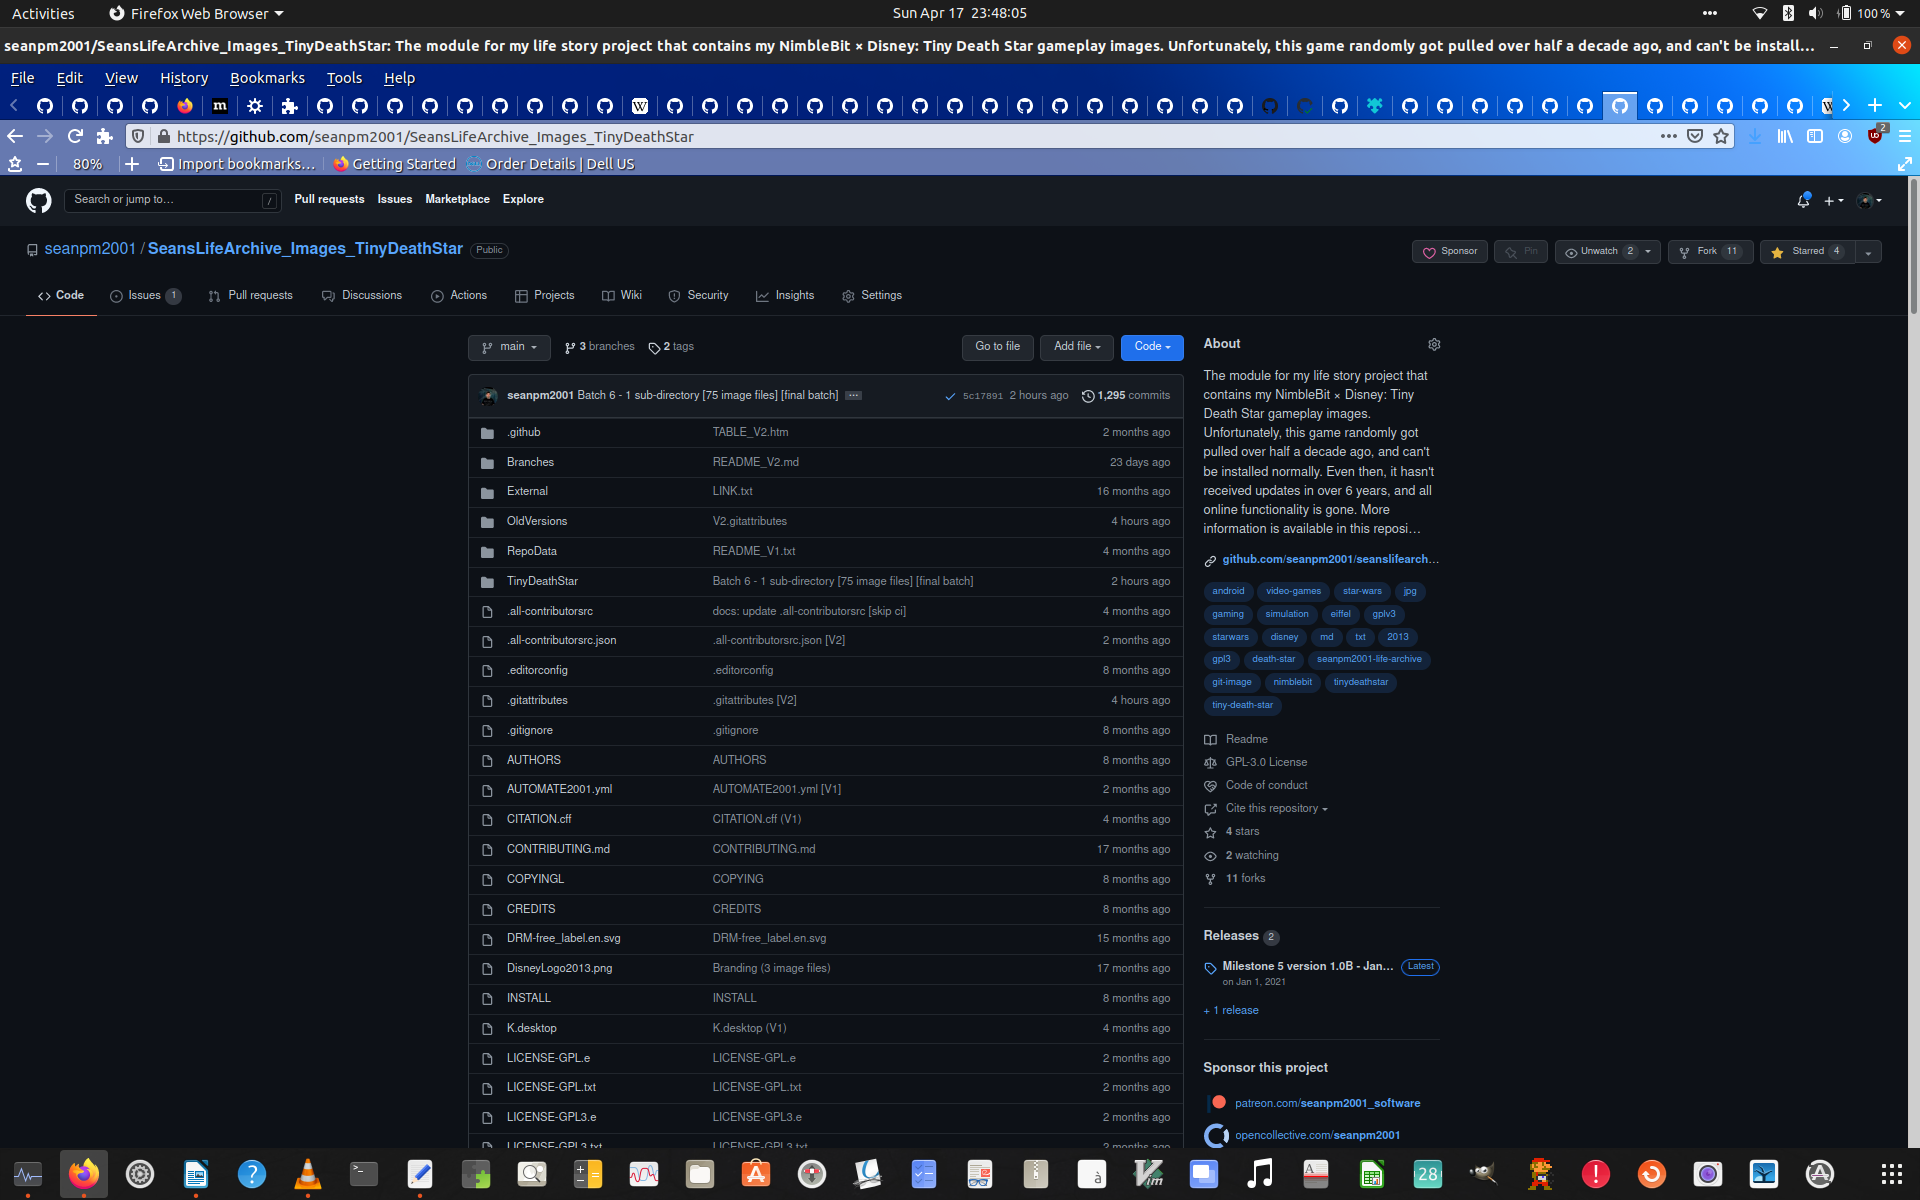 Activities
Firefox Web Browser
Sun Apr 17 23:48:05
100 %
seanpm2001/SeansLifeArchive_Images_TinyDeathStar: The module for my life story project that contains my NimbleBit × Disney: Tiny Death Star gameplay images. Unfortunately, this game randomly got pulled over half a decade ago, and can't be install…
File Edit View History Bookmarks Tools Help
https://github.com/seanpm2001/SeansLifeArchive_Images_TinyDeathStar
2
80% Import bookmarks… Getting Started Order Details | Dell US
Search or jump to… /
Pull requests Issues Marketplace Explore
seanpm2001 / SeansLifeArchive_Images_TinyDeathStar Public
Sponsor Pin Unwatch 2 Fork 11 Starred 4
Code Issues 1 Pull requests Discussions Actions Projects Wiki Security Insights Settings
main 3 branches 2 tags Go to file Add file Code
seanpm2001 Batch 6 - 1 sub-directory [75 image files] [final batch] … 5c17891 2 hours ago 1,295 commits
.github TABLE_V2.htm 2 months ago
Branches README_V2.md 23 days ago
External LINK.txt 16 months ago
OldVersions V2.gitattributes 4 hours ago
RepoData README_V1.txt 4 months ago
TinyDeathStar Batch 6 - 1 sub-directory [75 image files] [final batch] 2 hours ago
.all-contributorsrc docs: update .all-contributorsrc [skip ci] 4 months ago
.all-contributorsrc.json .all-contributorsrc.json [V2] 2 months ago
.editorconfig .editorconfig 8 months ago
.gitattributes .gitattributes [V2] 4 hours ago
.gitignore .gitignore 8 months ago
AUTHORS AUTHORS 8 months ago
AUTOMATE2001.yml AUTOMATE2001.yml [V1] 2 months ago
CITATION.cff CITATION.cff (V1) 4 months ago
CONTRIBUTING.md CONTRIBUTING.md 17 months ago
COPYINGL COPYING 8 months ago
CREDITS CREDITS 8 months ago
DRM-free_label.en.svg DRM-free_label.en.svg 15 months ago
DisneyLogo2013.png Branding (3 image files) 17 months ago
INSTALL INSTALL 8 months ago
K.desktop K.desktop (V1) 4 months ago
LICENSE-GPL.e LICENSE-GPL.e 2 months ago
LICENSE-GPL.txt LICENSE-GPL.txt 2 months ago
LICENSE-GPL3.e LICENSE-GPL3.e 2 months ago
LICENSE-GPL3.txt LICENSE-GPL3.txt 2 months ago
About
The module for my life story project that
contains my NimbleBit × Disney: Tiny
Death Star gameplay images.
Unfortunately, this game randomly got
pulled over half a decade ago, and can't
be installed normally. Even then, it hasn't
received updates in over 6 years, and all
online functionality is gone. More
information is available in this reposi…
github.com/seanpm2001/seanslifearch…
android video-games star-wars jpg
gaming simulation eiffel gplv3
starwars disney md txt 2013
gpl3 death-star seanpm2001-life-archive
git-image nimblebit tinydeathstar
tiny-death-star
Readme
GPL-3.0 License
Code of conduct
Cite this repository
4 stars
2 watching
11 forks
Releases 2
Milestone 5 version 1.0B - Jan… Latest
on Jan 1, 2021
+ 1 release
Sponsor this project
patreon.com/seanpm2001_software
opencollective.com/seanpm2001
28